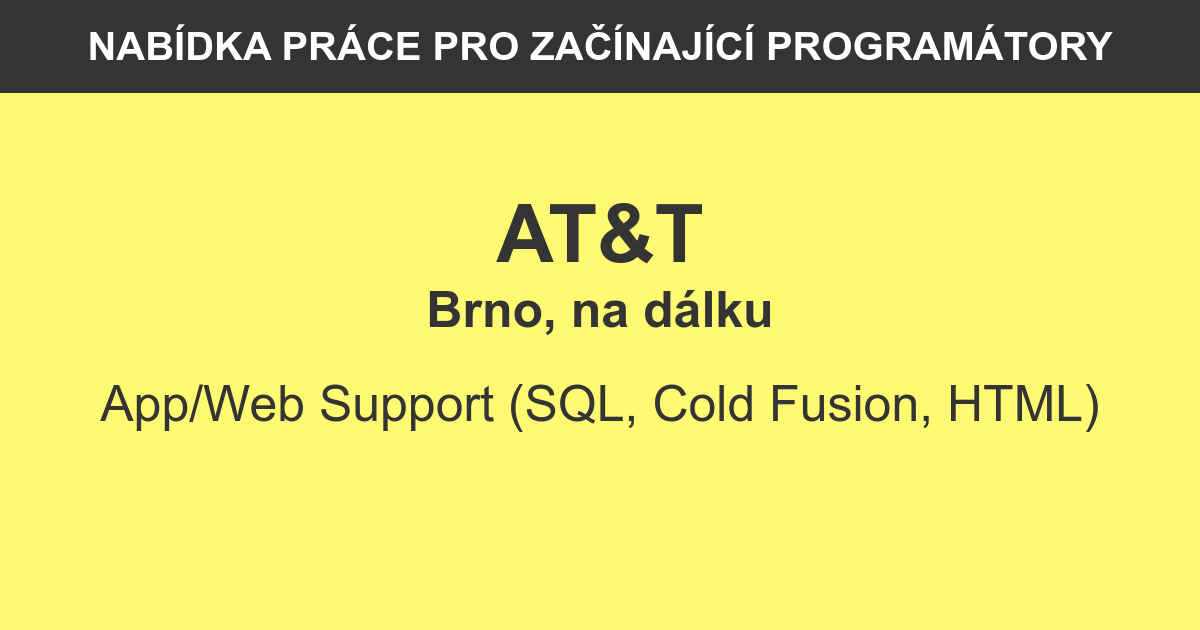 NABÍDKA PRÁCE PRO ZAČÍNAJÍCÍ PROGRAMÁTORY
AT&T
Brno, na dálku
App/Web Support (SQL, Cold Fusion, HTML)